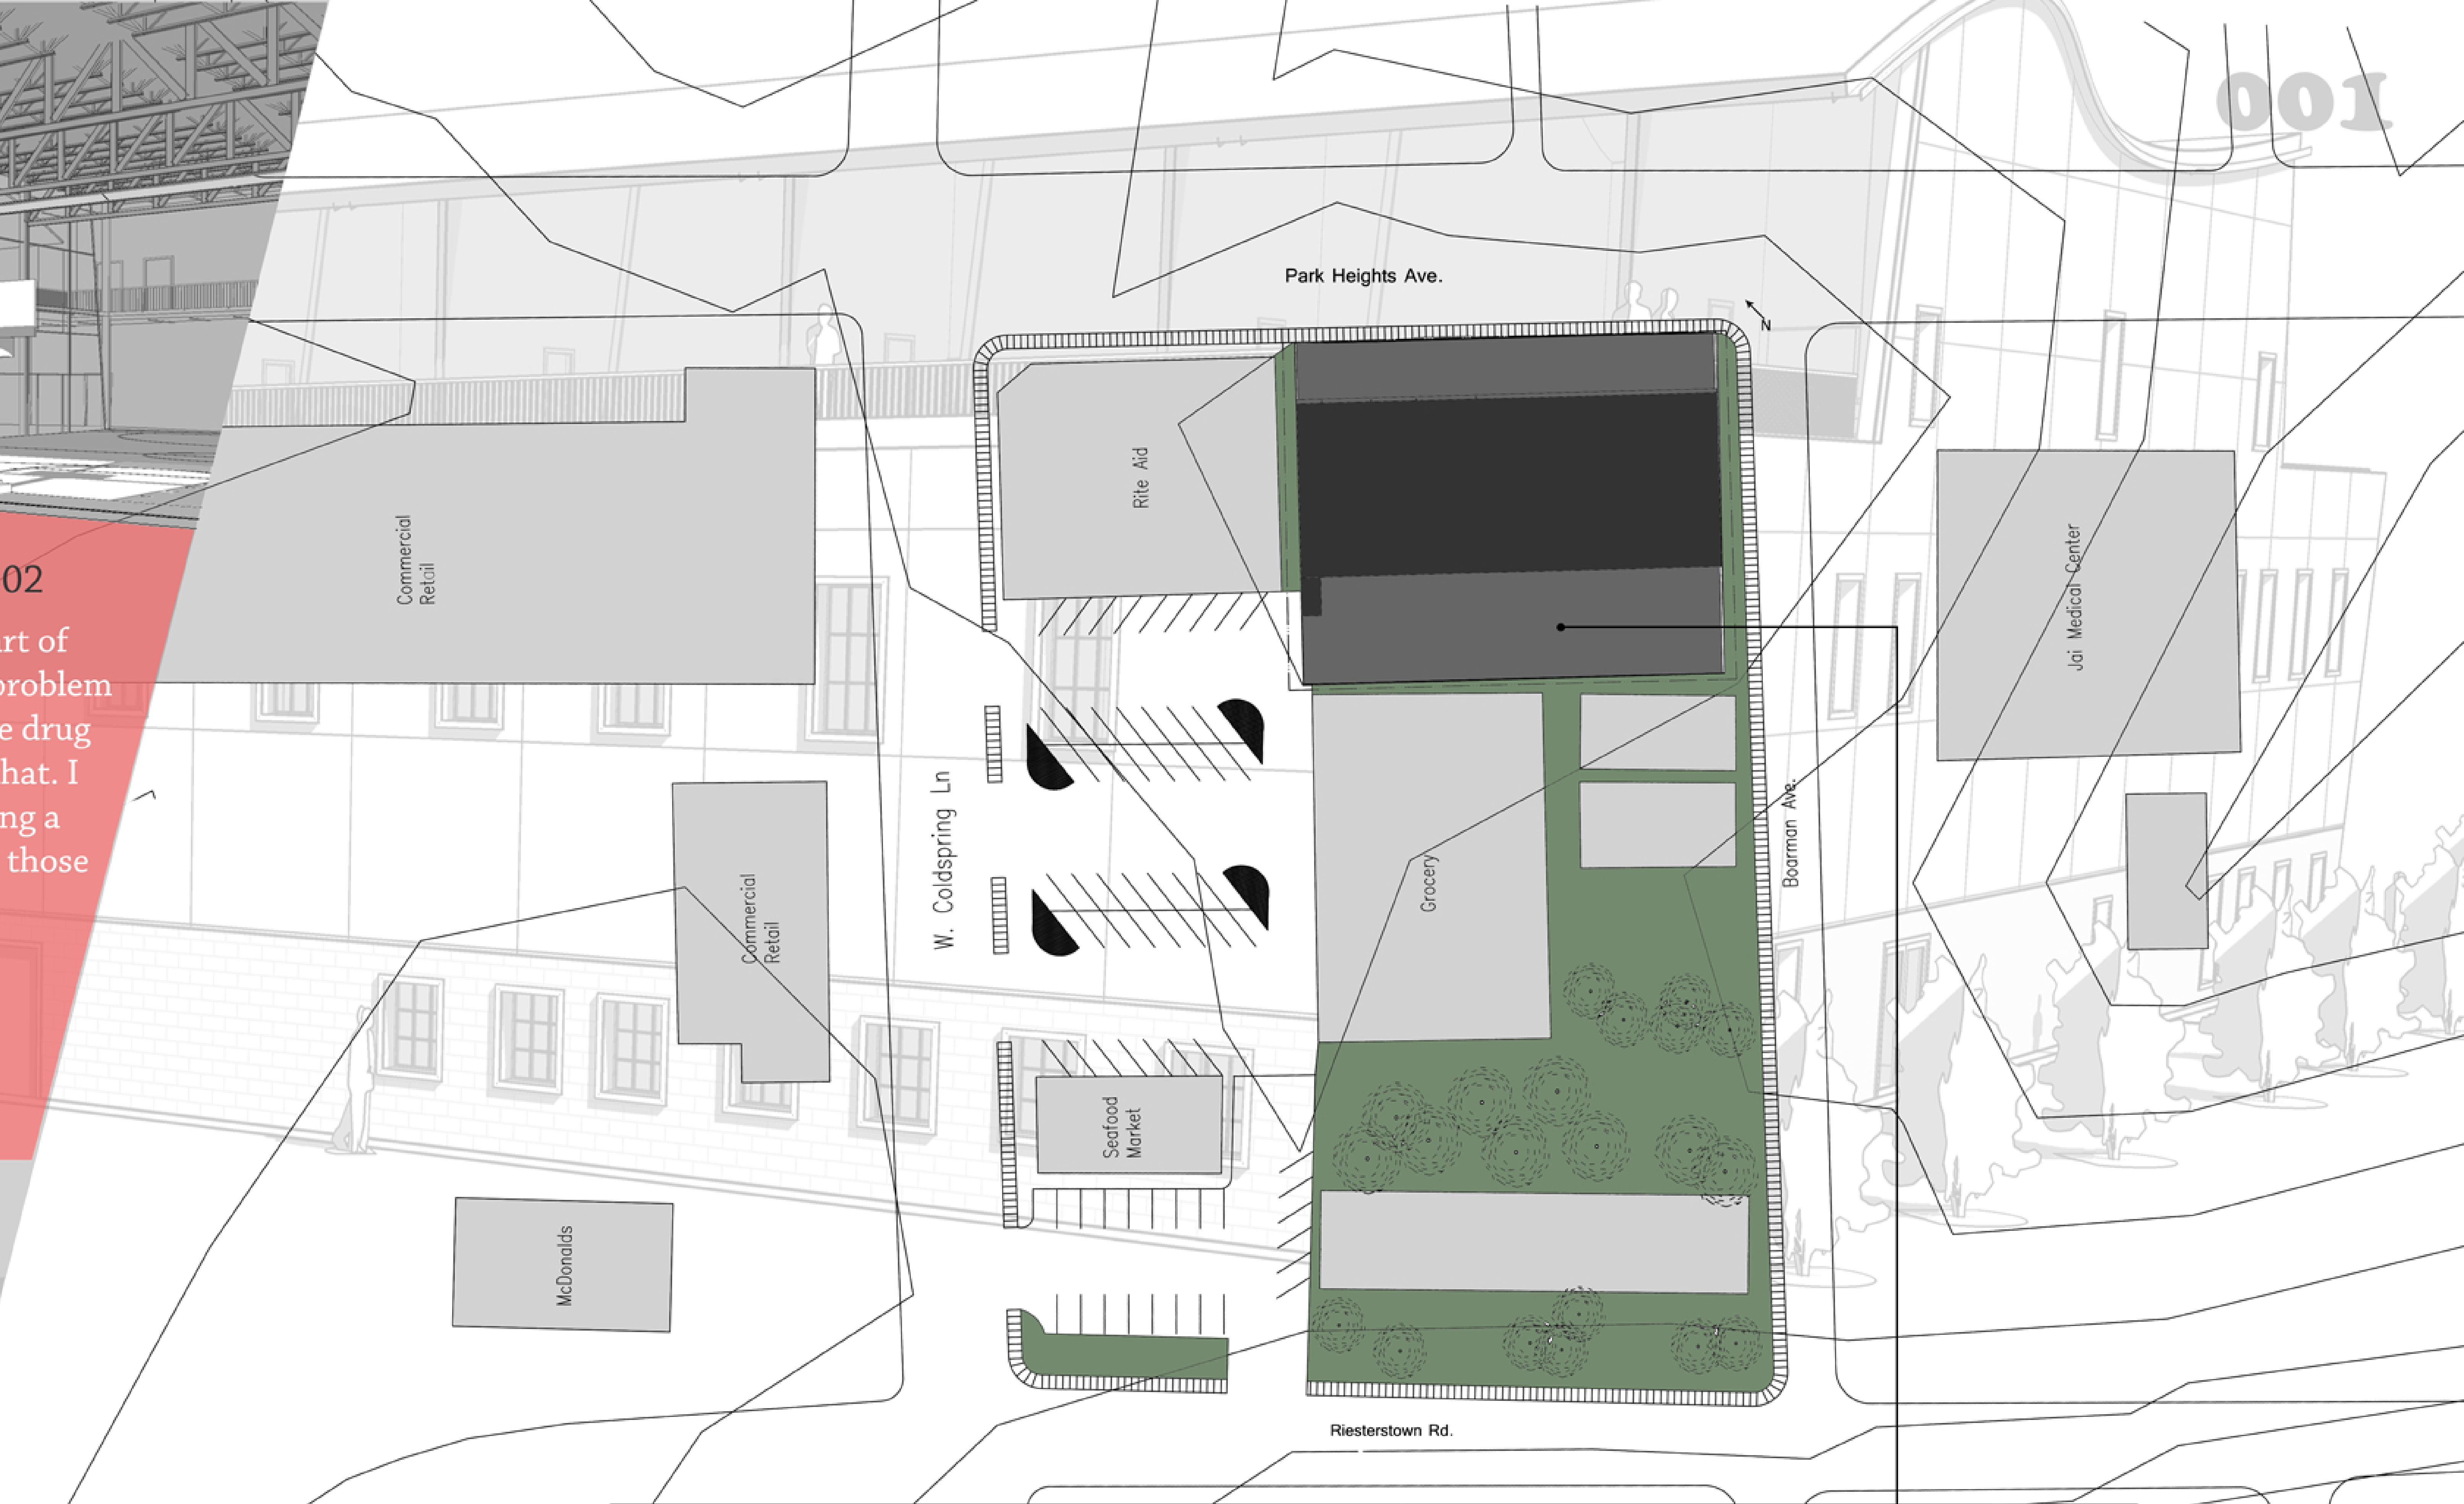 001
Park Heights Ave.
N
Rite Aid
Commercial
Retail
02
art of
problem
e drug
hat. I
ng a
those
Jai Medical Center
W. Coldspring Ln
Boarman Ave.
Grocery
Commercial
Retail
Seafood
Market
McDonalds
Riesterstown Rd.